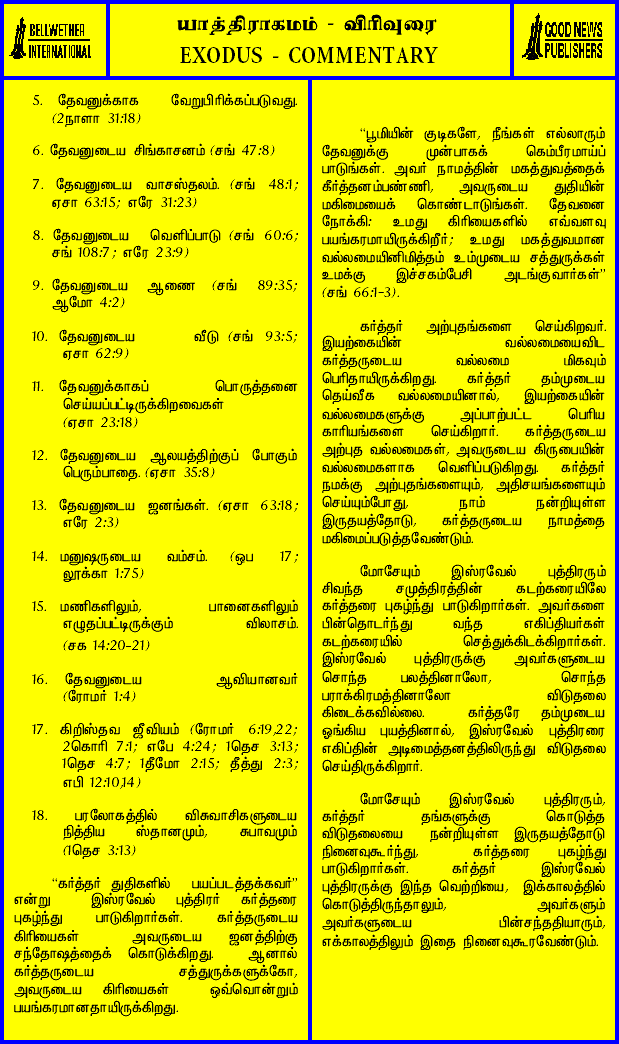 BELLWETHER
INTERNATIONAL
யாத்திராகமம் - விரிவுரை
EXODUS - COMMENTARY
GOOD NEWS
PUBLISHERS
5. தேவனுக்காக வேறுபிரிக்கப்படுவது.
(2நாளா 31:18)
6. தேவனுடைய சிங்காசனம் (சங் 47:8)
7. தேவனுடைய வாசஸ்தலம். (சங் 48:1;
ஏசா 63:15; எரே 31:23)
8. தேவனுடைய வெளிப்பாடு (சங் 60:6;
சங் 108:7; எரே 23:9)
9. தேவனுடைய ஆணை (சங் 89:35;
ஆமோ 4:2)
10. தேவனுடைய வீடு (சங் 93:5;
ஏசா 62:9)
11. தேவனுக்காகப் பொருத்தனை
செய்யப்பட்டிருக்கிறவைகள்
(ஏசா 23:18)
12. தேவனுடைய ஆலயத்திற்குப் போகும்
பெரும்பாதை. (ஏசா 35:8)
13. தேவனுடைய ஜனங்கள். (ஏசா 63:18;
எரே 2:3)
14. மனுஷருடைய வம்சம். (ஒப 17;
லூக்கா 1:75)
15. மணிகளிலும், பானைகளிலும்
எழுதப்பட்டிருக்கும் விலாசம்.
(சக 14:20-21)
16. தேவனுடைய ஆவியானவர்
(ரோமர் 1:4)
17. கிறிஸ்தவ ஜீவியம் (ரோமர் 6:19,22;
2கொரி 7:1; எபே 4:24; 1தெச 3:13;
1தெச 4:7; 1தீமோ 2:15; தீத்து 2:3;
எபி 12:10,14)
18. பரலோகத்தில் விசுவாசிகளுடைய
நித்திய ஸ்தானமும், சுபாவமும்
(1தெச 3:13)
“கர்த்தர் துதிகளில் பயப்படத்தக்கவர்”
என்று இஸ்ரவேல் புத்திரர் கர்த்தரை
புகழ்ந்து பாடுகிறார்கள். கர்த்தருடைய
கிரியைகள் அவருடைய ஜனத்திற்கு
சந்தோஷத்தைக் கொடுக்கிறது. ஆனால்
கர்த்தருடைய சத்துருக்களுக்கோ,
அவருடைய கிரியைகள் ஒவ்வொன்றும்
பயங்கரமானதாயிருக்கிறது.
“பூமியின் குடிகளே, நீங்கள் எல்லாரும்
தேவனுக்கு முன்பாகக் கெம்பீரமாய்ப்
பாடுங்கள். அவர் நாமத்தின் மகத்துவத்தைக்
கீர்த்தனம்பண்ணி, அவருடைய துதியின்
மகிமையைக் கொண்டாடுங்கள். தேவனை
நோக்கி: உமது கிரியைகளில் எவ்வளவு
பயங்கரமாயிருக்கிறீர்; உமது மகத்துவமான
வல்லமையினிமித்தம் உம்முடைய சத்துருக்கள்
உமக்கு இச்சகம்பேசி அடங்குவார்கள்”
(சங் 66:1-3).
கர்த்தர் அற்புதங்களை செய்கிறவர்.
இயற்கையின் வல்லமையைவிட
கர்த்தருடைய வல்லமை மிகவும்
பெரிதாயிருக்கிறது. கர்த்தர் தம்முடைய
தெய்வீக வல்லமையினால், இயற்கையின்
வல்லமைகளுக்கு அப்பாற்பட்ட பெரிய
காரியங்களை செய்கிறார். கர்த்தருடைய
அற்புத வல்லமைகள், அவருடைய கிருபையின்
வல்லமைகளாக வெளிப்படுகிறது. கர்த்தர்
நமக்கு அற்புதங்களையும், அதிசயங்களையும்
செய்யும்போது, நாம் நன்றியுள்ள
இருதயத்தோடு, கர்த்தருடைய நாமத்தை
மகிமைப்படுத்தவேண்டும்.
மோசேயும் இஸ்ரவேல் புத்திரரும்
சிவந்த சமுத்திரத்தின் கடற்கரையிலே
கர்த்தரை புகழ்ந்து பாடுகிறார்கள். அவர்களை
பின்தொடர்ந்து வந்த எகிப்தியர்கள்
கடற்கரையில் செத்துக்கிடக்கிறார்கள்.
இஸ்ரவேல் புத்திரருக்கு அவர்களுடைய
சொந்த பலத்தினாலோ, சொந்த
பராக்கிரமத்தினாலோ விடுதலை
கிடைக்கவில்லை. கர்த்தரே தம்முடைய
ஓங்கிய புயத்தினால், இஸ்ரவேல் புத்திரரை
எகிப்தின் அடிமைத்தனத்திலிருந்து விடுதலை
செய்திருக்கிறார்.
மோசேயும் இஸ்ரவேல் புத்திரரும்,
கர்த்தர் தங்களுக்கு கொடுத்த
விடுதலையை நன்றியுள்ள இருதயத்தோடு
நினைவுகூர்ந்து, கர்த்தரை புகழ்ந்து
பாடுகிறார்கள். கர்த்தர் இஸ்ரவேல்
புத்திரருக்கு இந்த வெற்றியை, இக்காலத்தில்
கொடுத்திருந்தாலும், அவர்களும்
அவர்களுடைய பின்சந்ததியாரும்,
எக்காலத்திலும் இதை நினைவுகூரவேண்டும்.